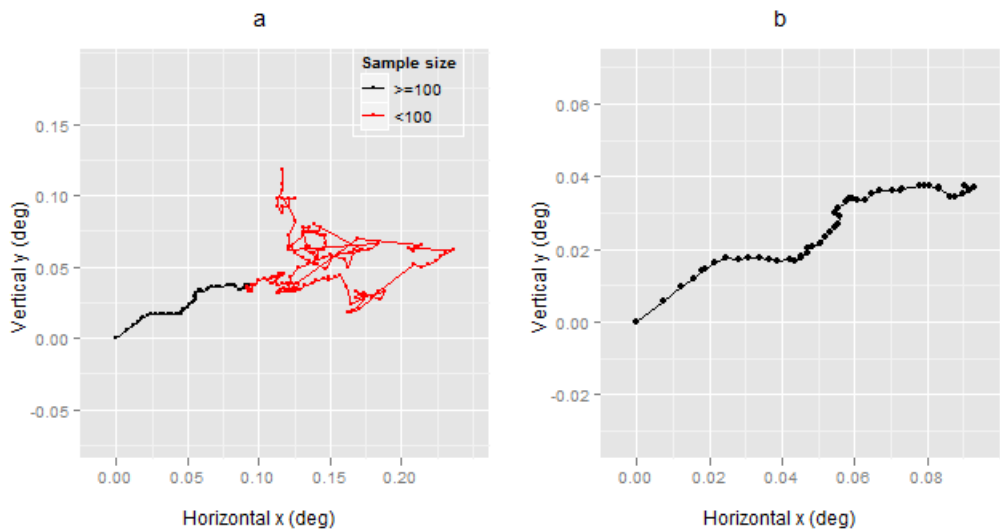 a
Sample size
>=100
<100
0.15
0.10
0.05
0.00
-0.05
Vertical y (deg)
0.00 0.05 0.10 0.15 0.20
Horizontal x (deg)
b
0.06
0.04
0.02
0.00
-0.02
Vertical y (deg)
0.00 0.02 0.04 0.06 0.08
Horizontal x (deg)